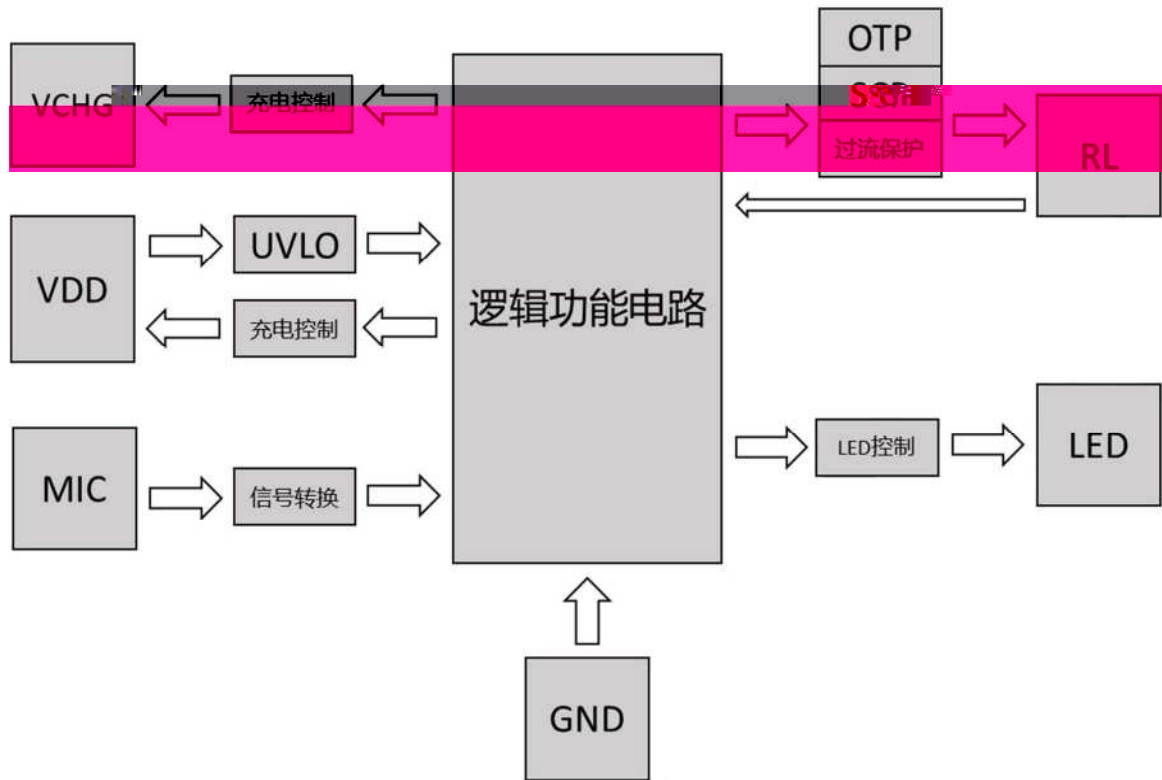 OTP
VCHG
充电控制
过流保护
RL
VDD
UVLO
充电控制
逻辑功能电路
MIC
信号转换
LED控制
LED
GND